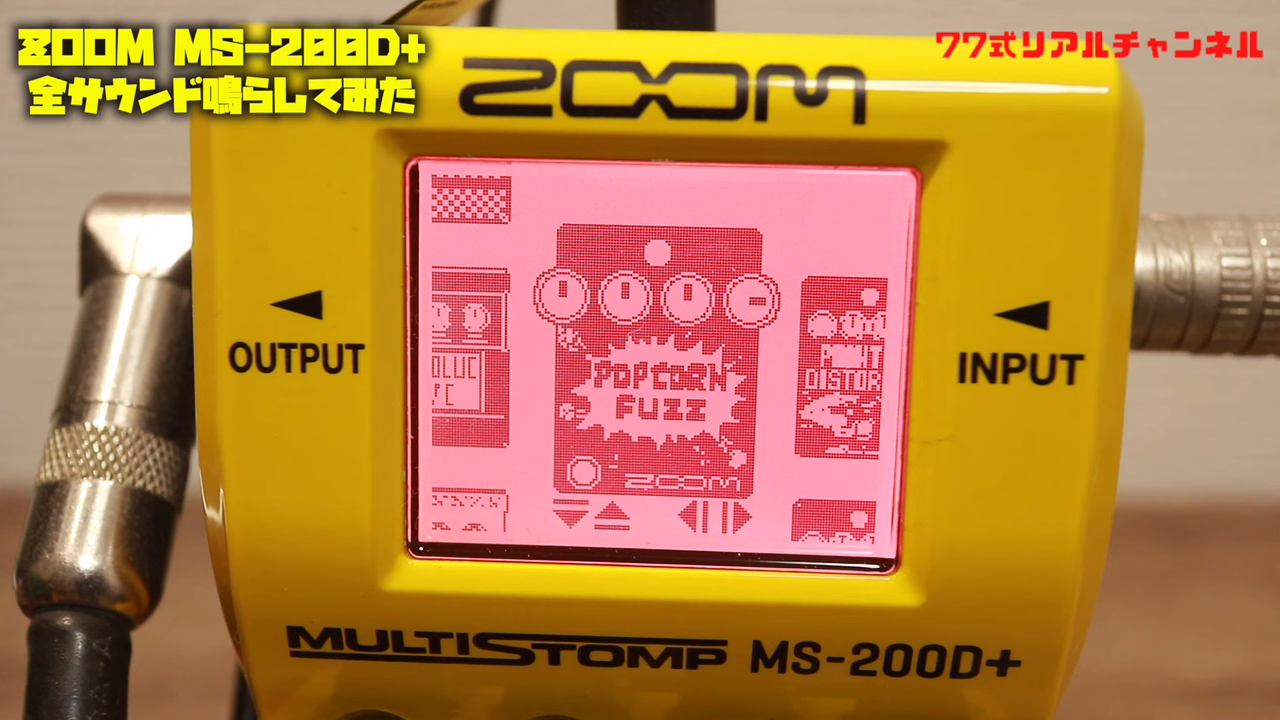 ZOOM MS-200D+
全サウンド鳴らしてみた
77式リアルチャンネル
ZOOM
OUTPUT
INPUT
POPCORN
FUZZ
ZOOM
DISTOR
MULTISTOMP MS-200D+